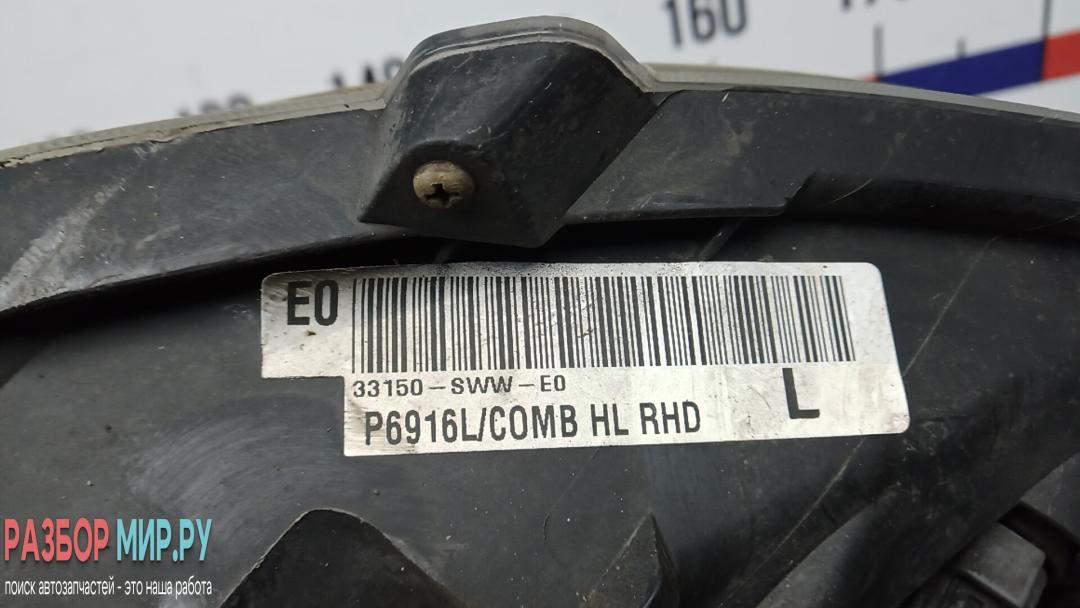 160
E0
33150-SWW-E0
P6916L/COMB HL RHD
L
РАЗБОР МИР.РУ
поиск автозапчастей - это наша работа